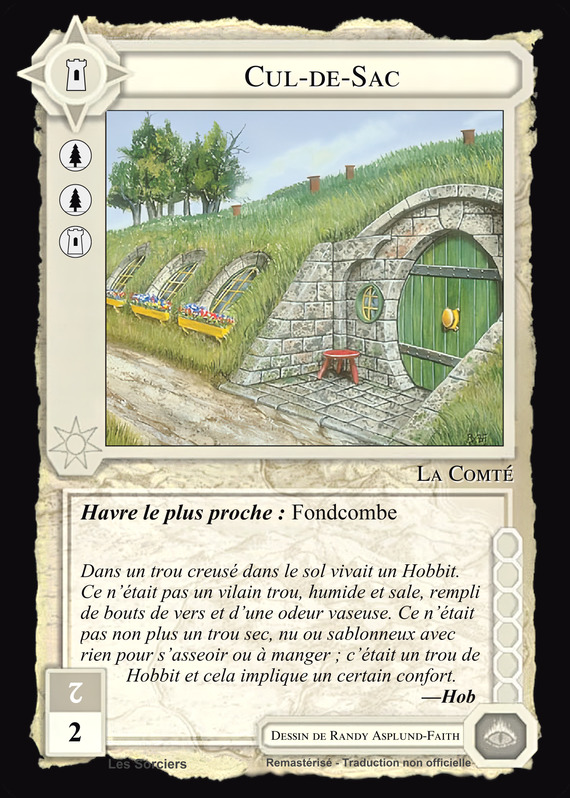 Cul-de-Sac
La Comté
Havre le plus proche : Fondcombe
Dans un trou creusé dans le sol vivait un Hobbit.
Ce n'était pas un vilain trou, humide et sale, rempli
de bouts de vers et d'une odeur vaseuse. Ce n'était
pas non plus un trou sec, nu ou sablonneux avec
rien pour s'asseoir ou à manger ; c'était un trou de
Hobbit et cela implique un certain confort.
—Hob
2
2
Dessin de Randy Asplund-Faith
Les Sorciers
Remastérisé - Traduction non officielle